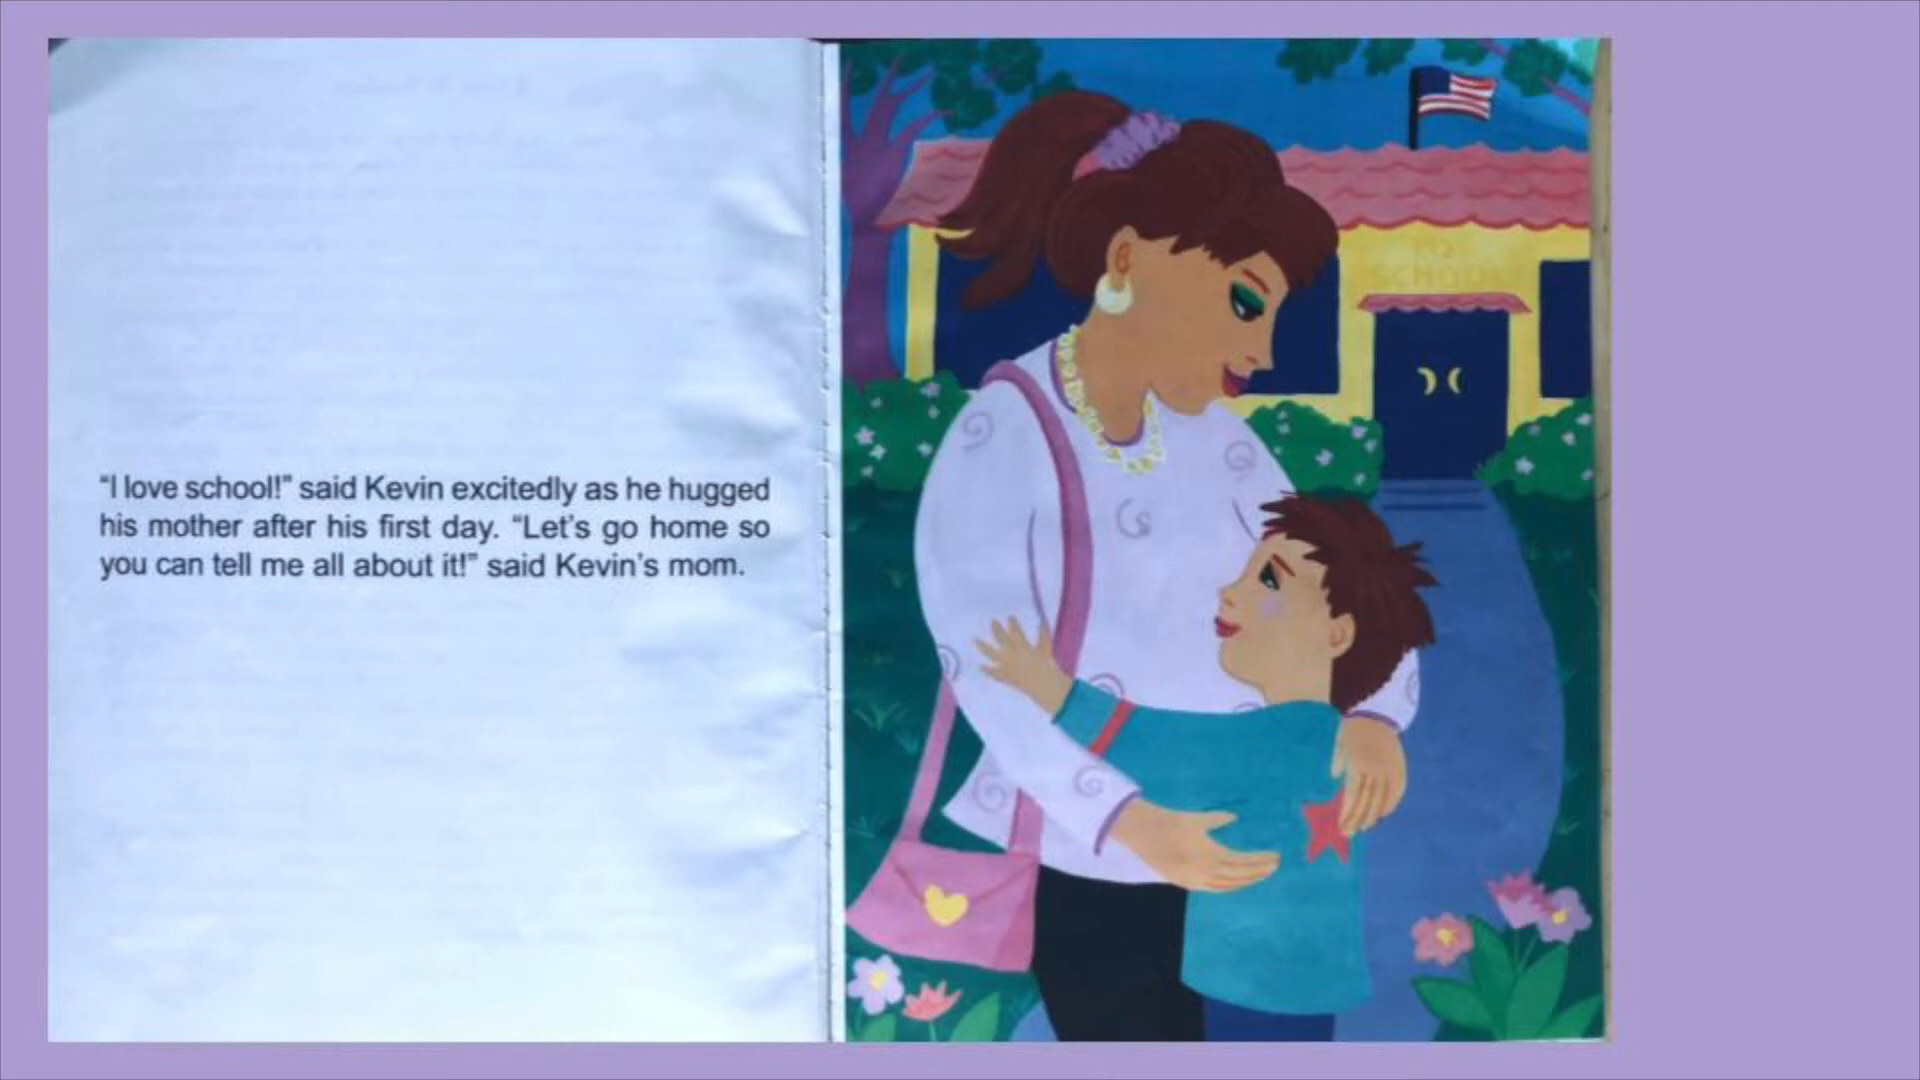 “I love school!” said Kevin excitedly as he hugged
his mother after his first day. “Let’s go home so
you can tell me all about it!” said Kevin’s mom.
SCHOOL